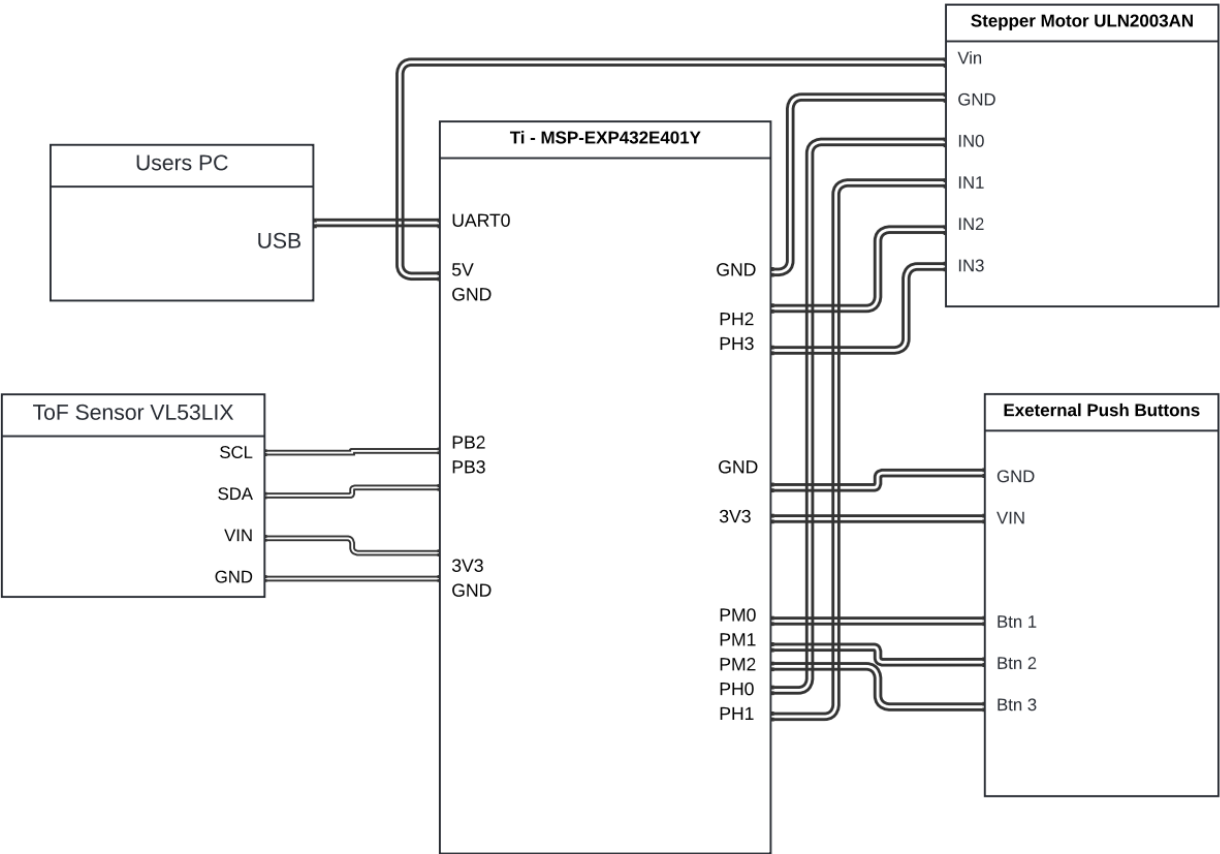 Stepper Motor ULN2003AN
Vin
GND
IN0
IN1
IN2
IN3
Ti - MSP-EXP432E401Y
UART0
5V
GND
PB2
PB3
3V3
GND
GND
PH2
PH3
GND
3V3
PM0
PM1
PM2
PH0
PH1
Users PC
USB
ToF Sensor VL53LIX
SCL
SDA
VIN
GND
Exeternal Push Buttons
GND
VIN
Btn 1
Btn 2
Btn 3